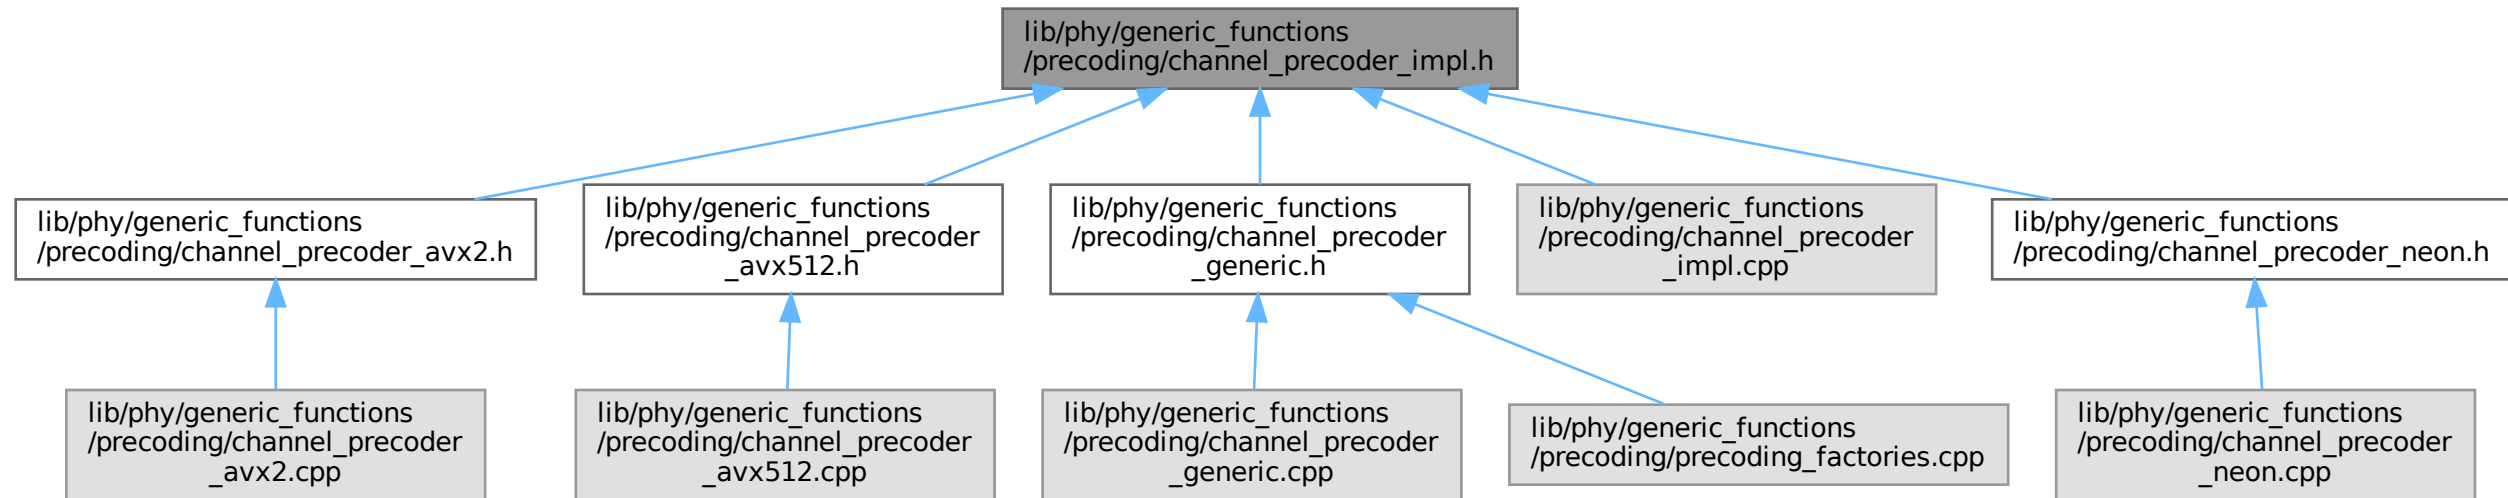 lib/phy/generic_functions
/precoding/channel_precoder_impl.h
lib/phy/generic_functions
/precoding/channel_precoder_avx2.h
lib/phy/generic_functions
/precoding/channel_precoder
_avx512.h
lib/phy/generic_functions
/precoding/channel_precoder
_generic.h
lib/phy/generic_functions
/precoding/channel_precoder
_impl.cpp
lib/phy/generic_functions
/precoding/channel_precoder_neon.h
lib/phy/generic_functions
/precoding/channel_precoder
_avx2.cpp
lib/phy/generic_functions
/precoding/channel_precoder
_avx512.cpp
lib/phy/generic_functions
/precoding/channel_precoder
_generic.cpp
lib/phy/generic_functions
/precoding/precoding_factories.cpp
lib/phy/generic_functions
/precoding/channel_precoder
_neon.cpp